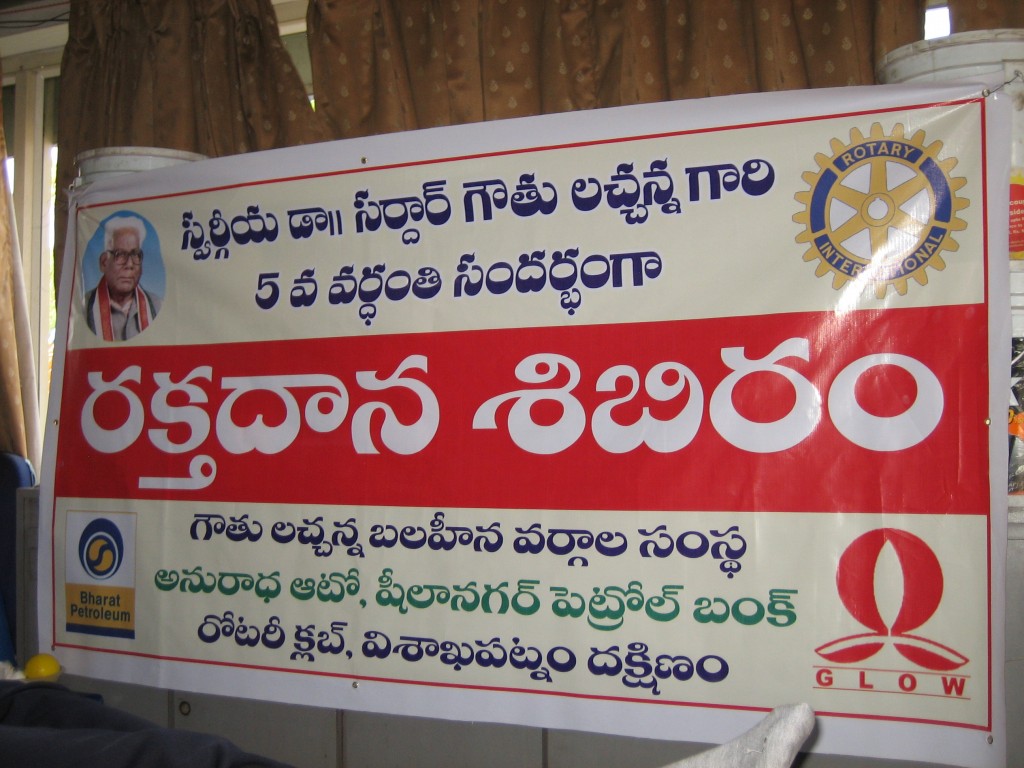 స్వర్గీయ డా॥ సర్దార్ గౌతు లచ్చన్న గారి
5 వ వర్ధంతి సందర్భంగా
ROTARY
INTERNATIONAL
రక్తదాన శిబిరం
గౌతు లచ్చన్న బలహీన వర్గాల సంస్థ
అనురాధ ఆటో, షీలానగర్ పెట్రోల్ బంక్
రోటరీ క్లబ్, విశాఖపట్నం దక్షిణం
Bharat
Petroleum
GLOW